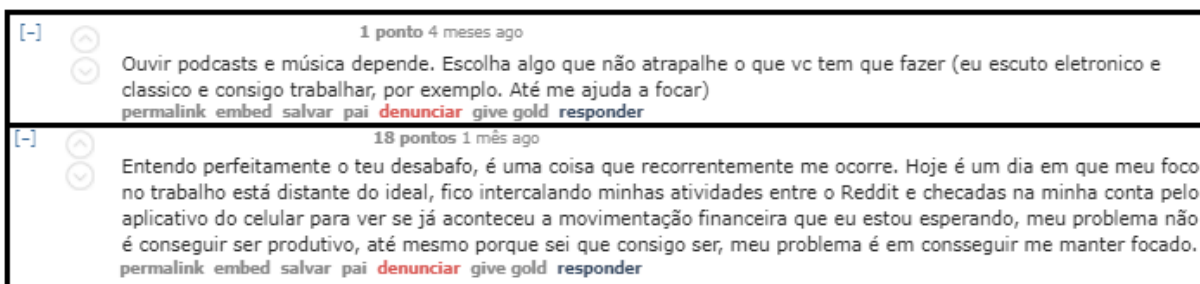 [-] 1 ponto 4 meses ago
Ouvir podcasts e música depende. Escolha algo que não atrapalhe o que vc tem que fazer (eu escuto eletronico e
classico e consigo trabalhar, por exemplo. Até me ajuda a focar)
permalink embed salvar pai denunciar give gold responder
[-] 18 pontos 1 mês ago
Entendo perfeitamente o teu desabafo, é uma coisa que recorrentemente me ocorre. Hoje é um dia em que meu foco
no trabalho está distante do ideal, fico intercalando minhas atividades entre o Reddit e checadas na minha conta pelo
aplicativo do celular para ver se já aconteceu a movimentação financeira que eu estou esperando, meu problema não
é conseguir ser produtivo, até mesmo porque sei que consigo ser, meu problema é em consseguir me manter focado.
permalink embed salvar pai denunciar give gold responder